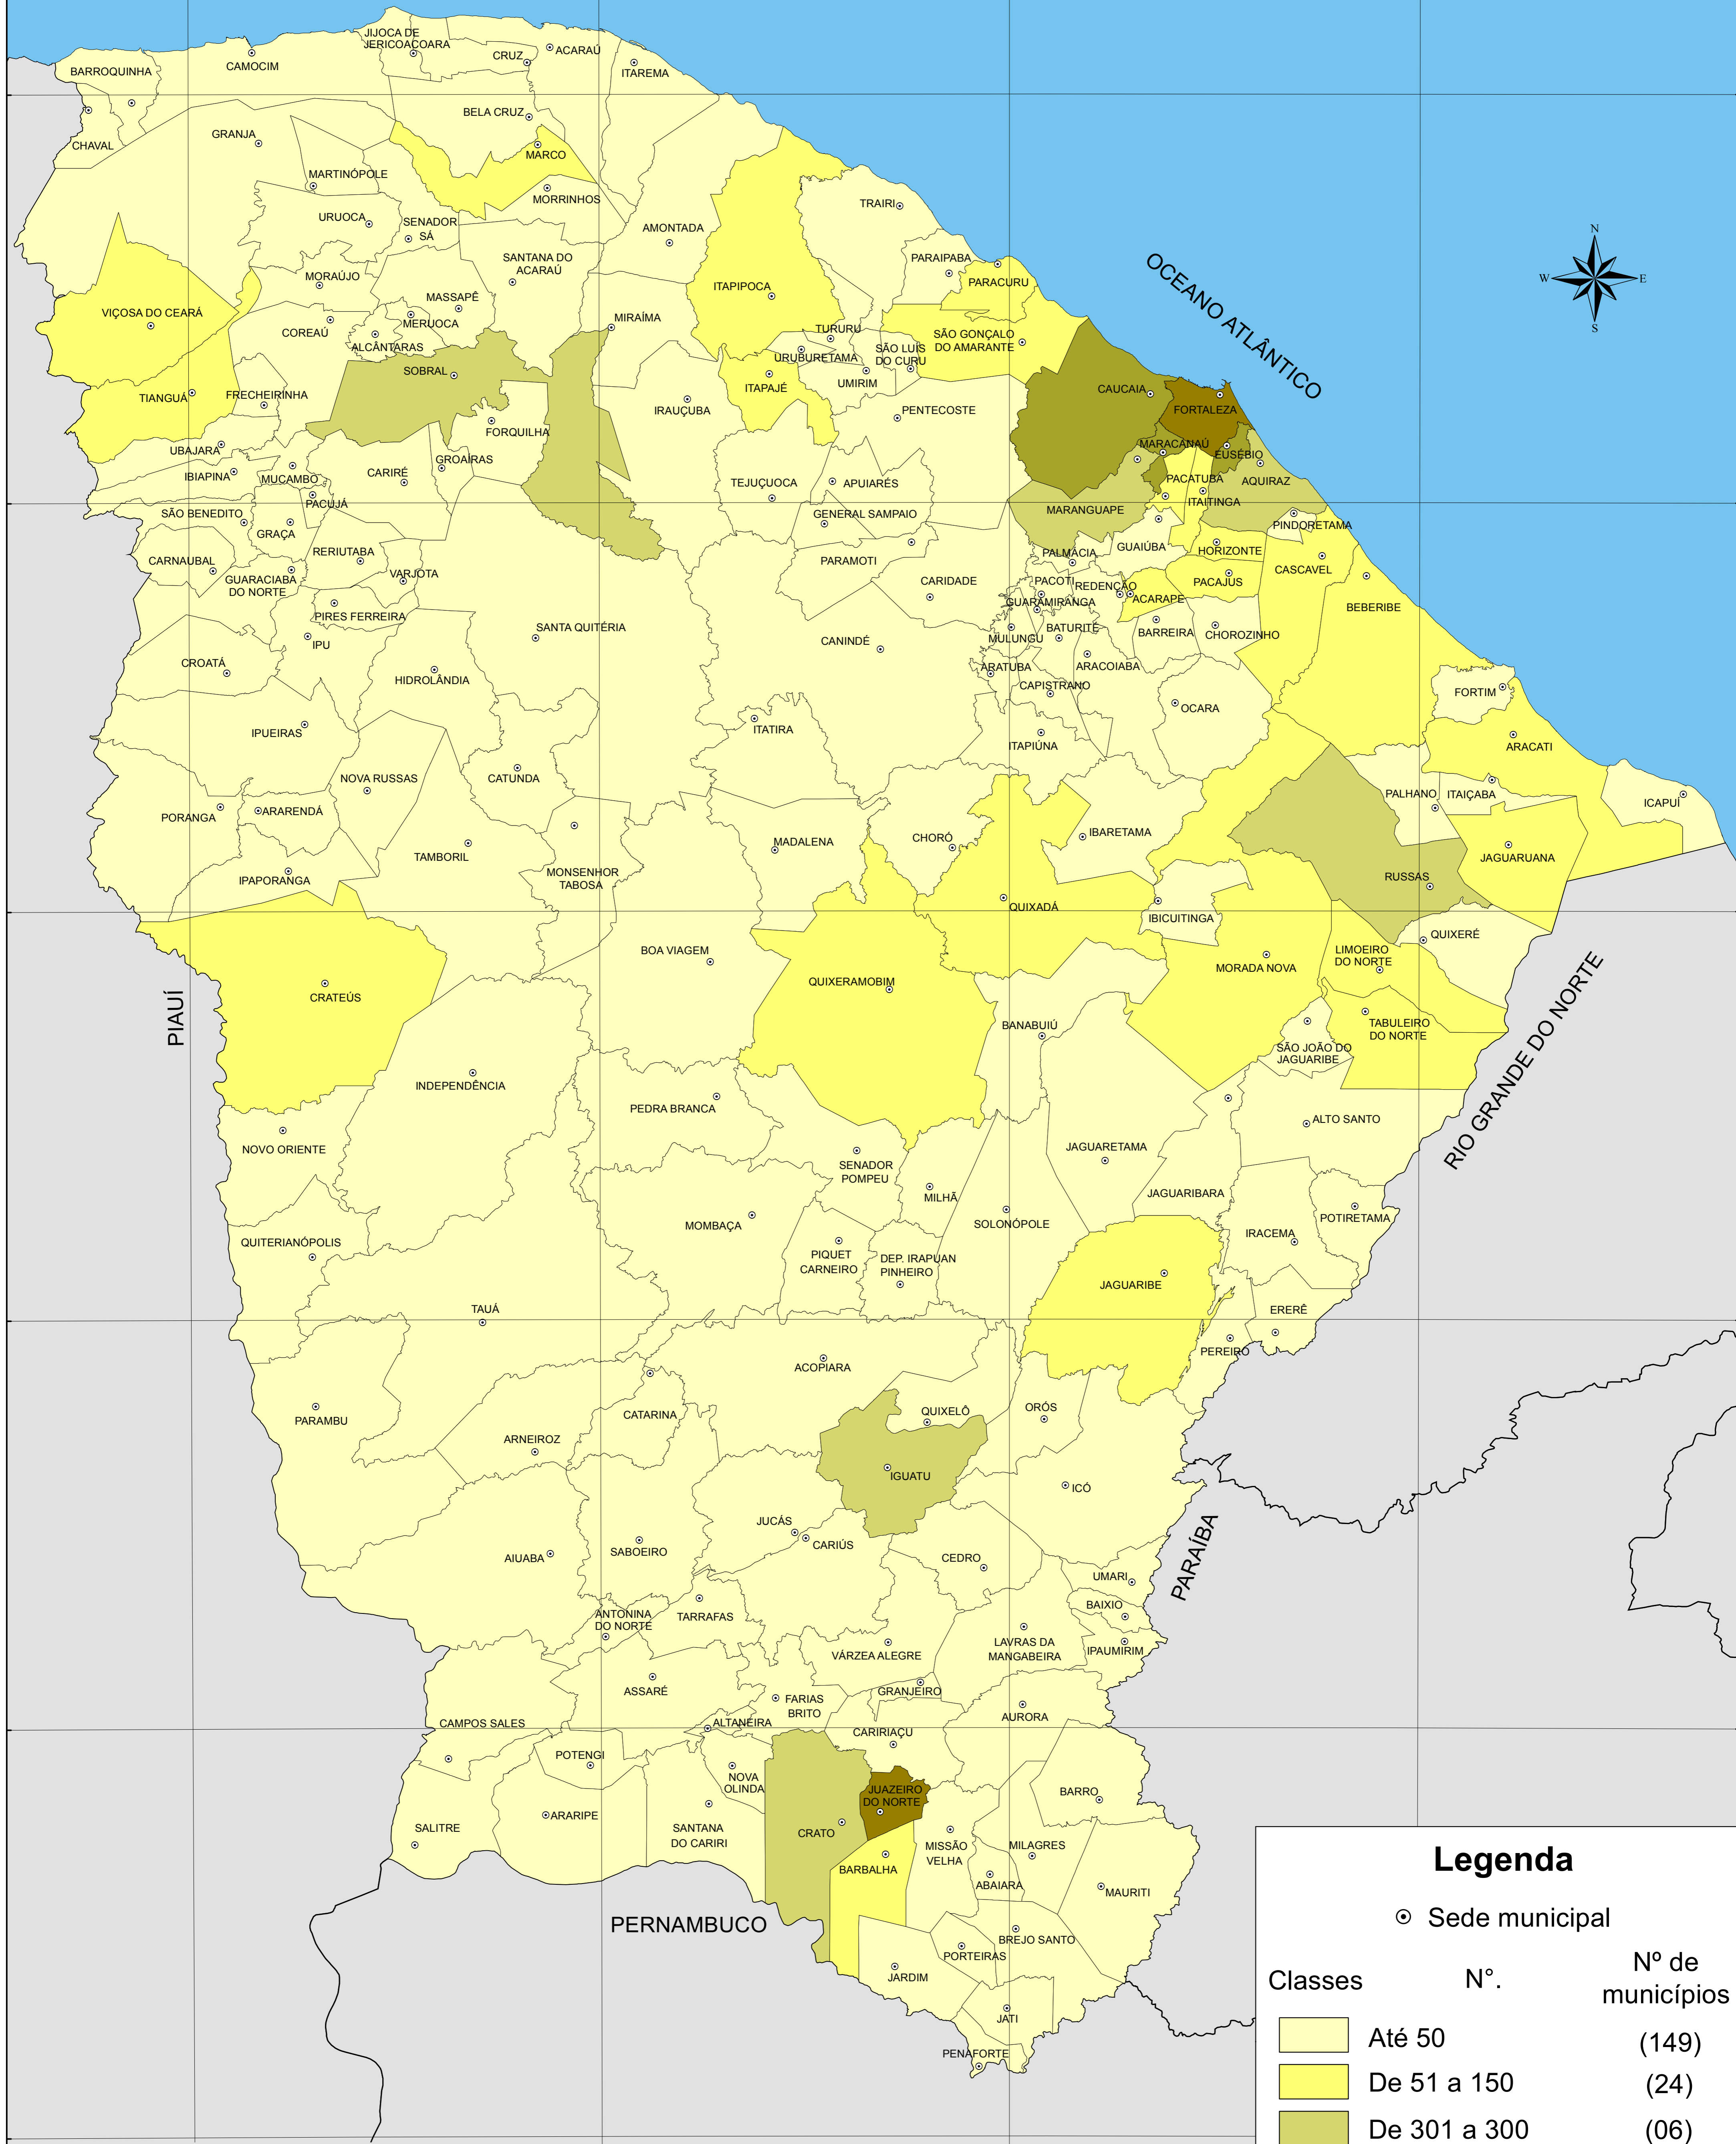 JIJOCA DE
JERICOACOARA
CRUZ
ACARAÚ
ITAREMA
BARROQUINHA
CAMOCIM
CHAVAL
GRANJA
BELA CRUZ
MARCO
MARTINÓPOLE
MORRINHOS
URUOCA
SENADOR
SÁ
AMONTADA
TRAIRI
N
W
E
S
SANTANA DO
ACARAÚ
MORAÚJO
MASSAPÊ
ITAPIPOCA
PARAIPABA
PARACURU
OCEANO ATLÂNTICO
VIÇOSA DO CEARÁ
COREAÚ
MERUOCA
ALCÂNTARAS
MIRAÍMA
TURURU
URUBURETAMA
SÃO LUÍS
DO CURU
SÃO GONÇALO
DO AMARANTE
SOBRAL
TIANGUÁ
FRECHEIRINHA
ITAPAJÉ
UMIRIM
IRAUÇUBA
PENTECOSTE
CAUCAIA
FORTALEZA
FORQUILHA
UBAJARA
GROAÍRAS
MARACANAÚ
EUSÉBIO
IBIAPINA
MUCAMBO
CARIRÉ
TEJUÇUOCA
APUIARÉS
PACATUBA
AQUIRAZ
ITAITINGA
PACUJÁ
SÃO BENEDITO
GENERAL SAMPAIO
MARANGUAPE
PINDORETAMA
GRAÇA
RERIUTABA
CARNAUBAL
PARAMOTI
PALMÁCIA
GUAIÚBA
HORIZONTE
CASCAVEL
GUARACIABA
DO NORTE
VARJOTA
CARIDADE
PACOTI
REDENÇÃO
PACAJUS
GUARAMIRANGA
ACARAPE
BEBERIBE
PIRES FERREIRA
IPU
SANTA QUITÉRIA
CANINDÉ
MULUNGU
BATURITÉ
BARREIRA
CHOROZINHO
CROATÁ
HIDROLÂNDIA
ARATUBA
ARACOIABA
CAPISTRANO
FORTIM
OCARA
IPUEIRAS
ITATIRA
ITAPIÚNA
ARACATI
NOVA RUSSAS
CATUNDA
PALHANO
ITAIÇABA
ICAPUÍ
PORANGA
ARARENDÁ
TAMBORIL
MADALENA
CHORÓ
IBARETAMA
JAGUARUANA
IPAPORANGA
MONSENHOR
TABOSA
RUSSAS
QUIXADÁ
IBICUITINGA
QUIXERÉ
BOA VIAGEM
LIMOEIRO
DO NORTE
MORADA NOVA
CRATEÚS
QUIXERAMOBIM
PIAUÍ
BANABUIÚ
TABULEIRO
DO NORTE
SÃO JOÃO DO
JAGUARIBE
RIO GRANDE DO NORTE
INDEPENDÊNCIA
PEDRA BRANCA
ALTO SANTO
NOVO ORIENTE
JAGUARETAMA
SENADOR
POMPEU
MILHÃ
JAGUARIBARA
MOMBAÇA
SOLONÓPOLE
POTIRETAMA
IRACEMA
QUITERIANÓPOLIS
PIQUET
CARNEIRO
DEP. IRAPUAN
PINHEIRO
JAGUARIBE
TAUÁ
ERERÊ
PEREIRO
ACOPIARA
PARAMBU
CATARINA
QUIXELÔ
ORÓS
ARNEIROZ
IGUATU
ICÓ
JUCÁS
CARIÚS
AIUABA
SABOEIRO
CEDRO
UMARI
PARAÍBA
ANTONINA
DO NORTE
TARRAFAS
BAIXIO
VÁRZEA ALEGRE
LAVRAS DA
MANGABEIRA
IPAUMIRIM
ASSARÉ
FARIAS
BRITO
GRANJEIRO
AURORA
CAMPOS SALES
ALTANEIRA
CARIRIAÇU
POTENGI
NOVA
OLINDA
JUAZEIRO
DO NORTE
BARRO
ARARIPE
SALITRE
SANTANA
DO CARIRI
CRATO
MISSÃO
VELHA
MILAGRES
BARBALHA
ABAIARA
MAURITI
PERNAMBUCO
BREJO SANTO
PORTEIRAS
JARDIM
JATI
PENAFORTE
Legenda
Sede municipal
Classes N°. Nº de
municípios
Até 50 (149)
De 51 a 150 (24)
De 301 a 300 (06)